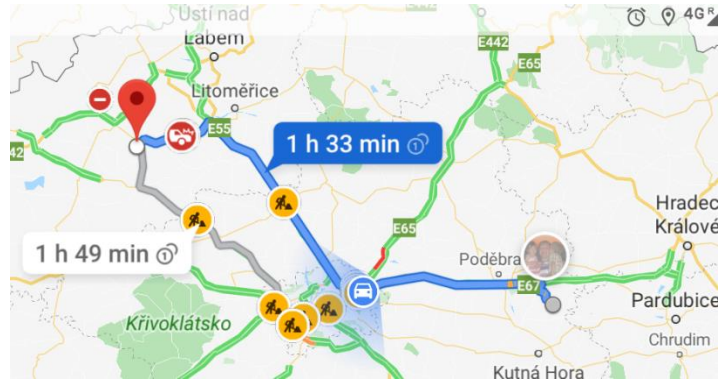 4G R
Ústí nad
Labem
E442
E65
Litoměřice
E55
42
1 h 33 min
Hradec
Králové
1 h 49 min
E65
Poděbra
E67
Pardubice
Křivoklátsko
Chrudim
Kutná Hora